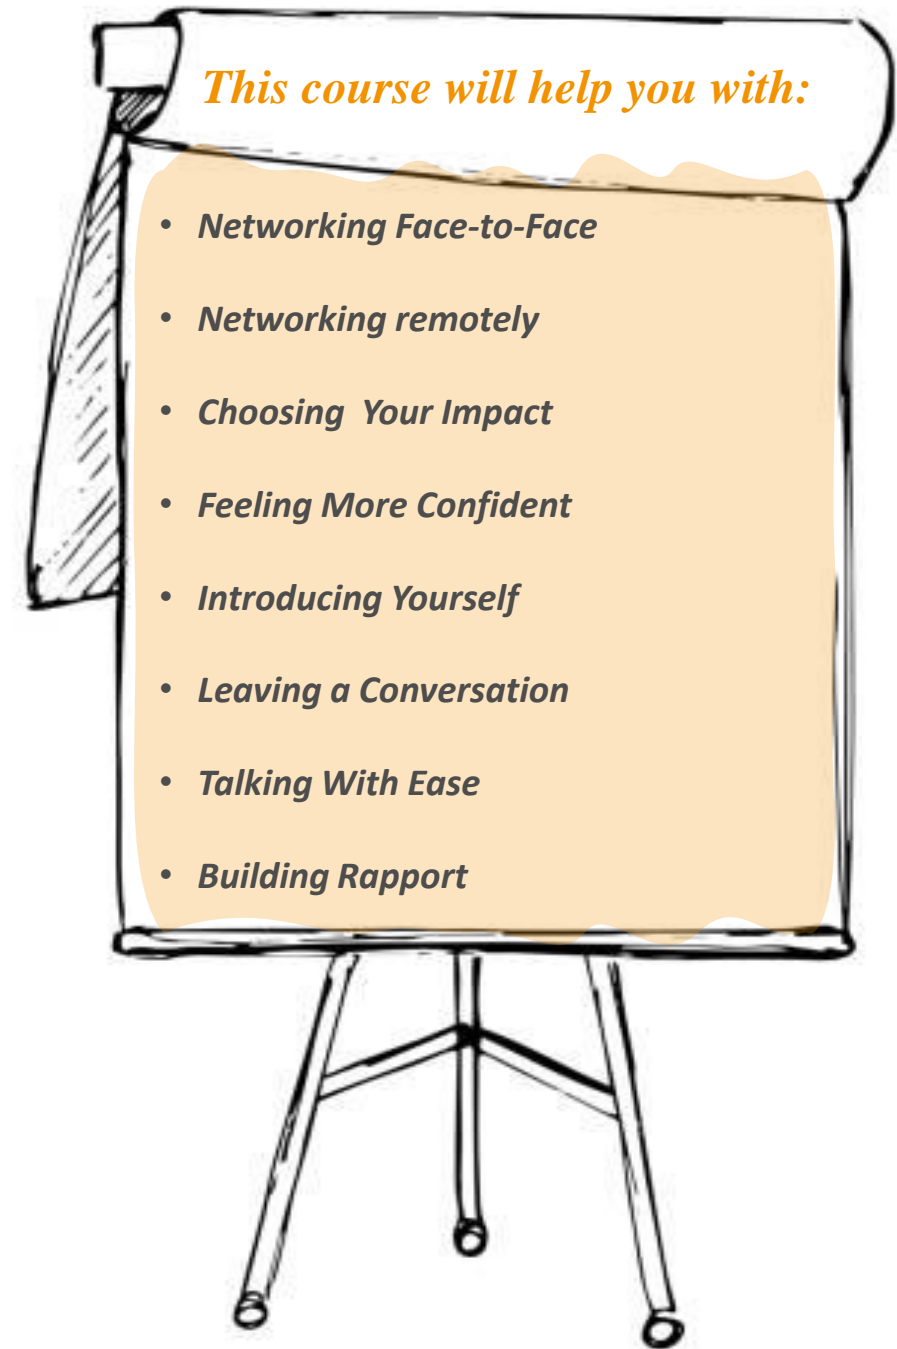 This course will help you with:
• Networking Face-to-Face
• Networking remotely
• Choosing  Your Impact
• Feeling More Confident
• Introducing Yourself
• Leaving a Conversation
• Talking With Ease
• Building Rapport